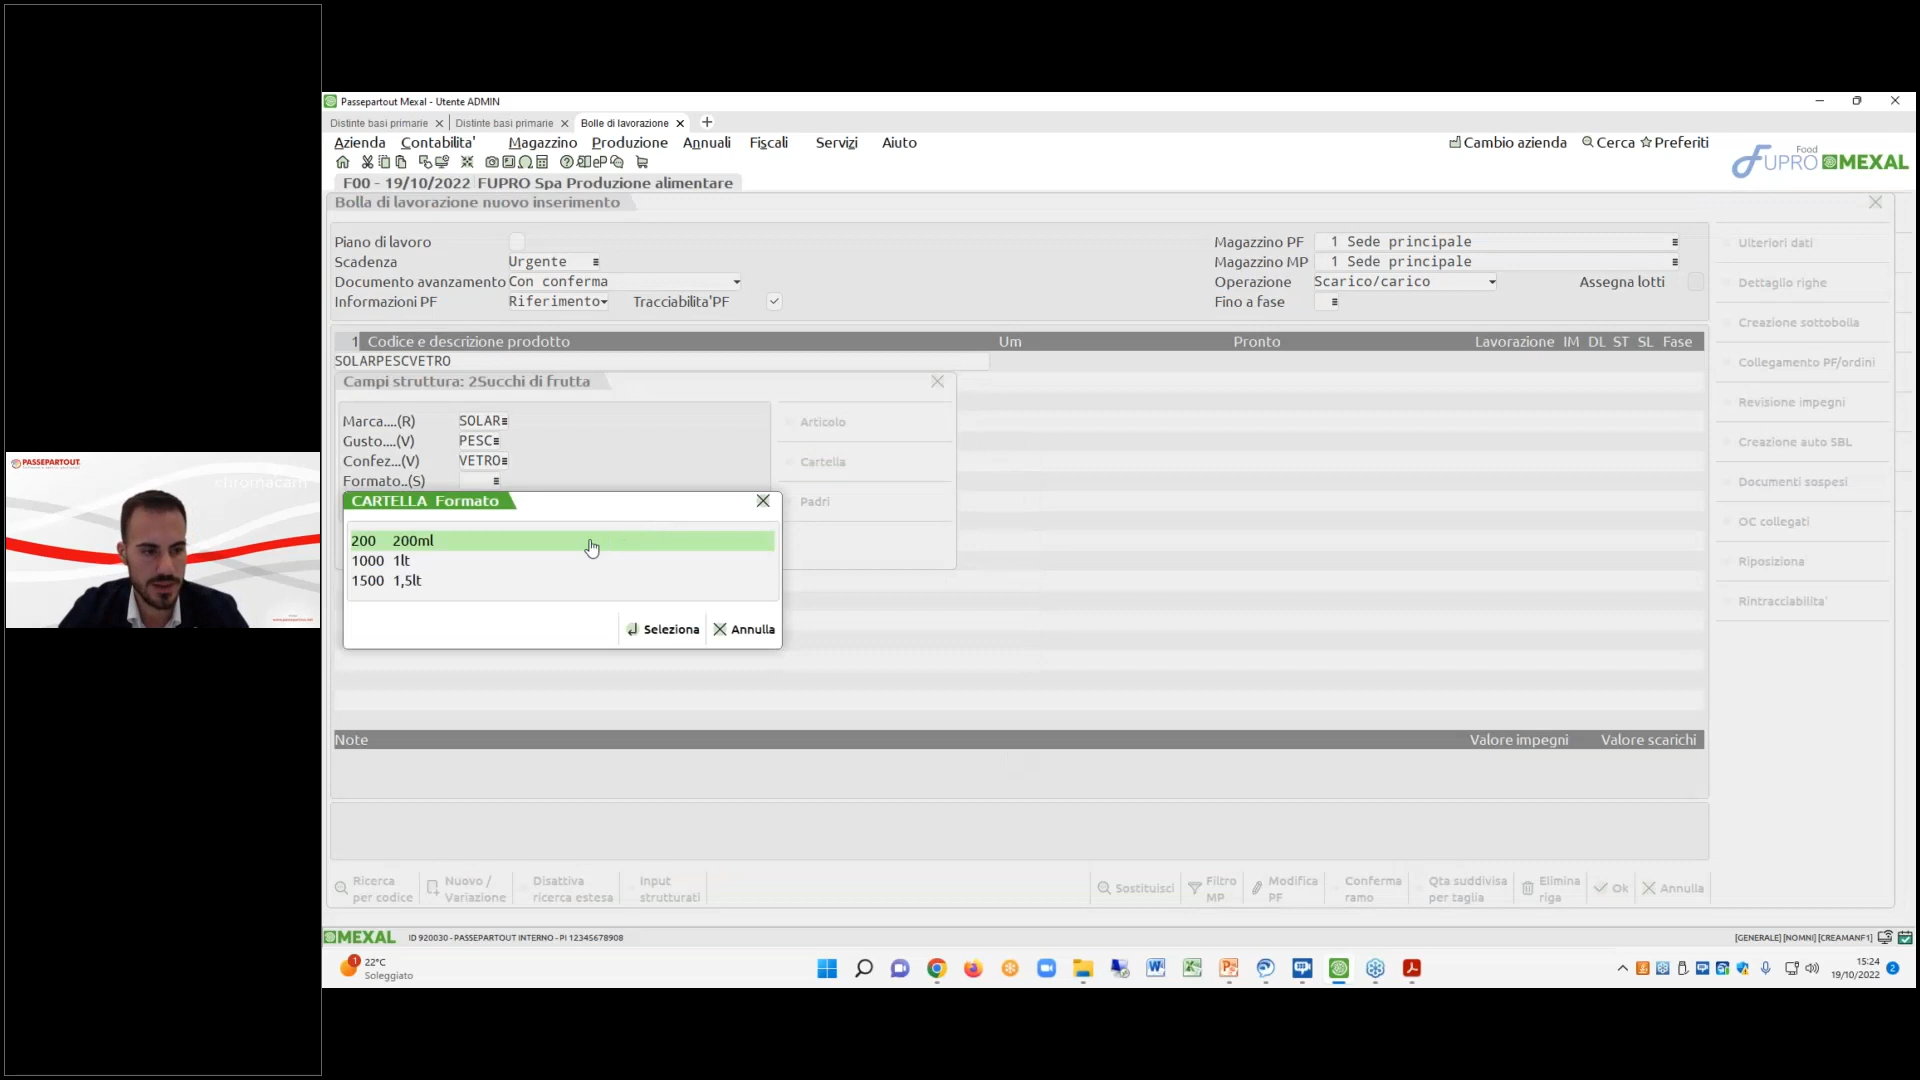 Passepartout Mexal - Utente ADMIN
Distinte basi primarie
Distinte basi primarie
Bolle di lavorazione
Azienda Contabilita' Magazzino Produzione Annuali Fiscali Servizi Aiuto
Cambio azienda Cerca Preferiti
Food
FUPRO MEXAL
F00 - 19/10/2022 FUPRO Spa Produzione alimentare
Bolla di lavorazione nuovo inserimento
Piano di lavoro
Magazzino PF 1 Sede principale
Scadenza Urgente
Magazzino MP 1 Sede principale
Documento avanzamento Con conferma
Operazione Scarico/carico Assegna lotti
Informazioni PF Riferimento Tracciabilita'PF
Fino a fase
Ulteriori dati
Dettaglio righe
Creazione sottobolla
Collegamento PF/ordini
Revisione impegni
Creazione auto SBL
Documenti sospesi
OC collegati
Riposiziona
Rintracciabilita'
1 Codice e descrizione prodotto Um Pronto Lavorazione IM DL ST SL Fase
SOLARPESCVETRO
Campi struttura: 2Succhi di frutta
Marca....(R) SOLAR
Gusto....(V) PESC
Confez...(V) VETRO
Formato..(S)
Articolo
Cartella
Padri
CARTELLA Formato
200 200ml
1000 1lt
1500 1,5lt
Seleziona Annulla
Note Valore impegni Valore scarichi
Ricerca per codice
Nuovo / Variazione
Disattiva ricerca estesa
Input strutturati
Sostituisci
Filtro MP
Modifica PF
Conferma ramo
Qta suddivisa per taglia
Elimina riga
Ok
Annulla
MEXAL ID 920030 - PASSEPARTOUT INTERNO - PI 12345678908
[GENERALE] [NOMNI] [CREAMANF1]
1
22°C
Soleggiato
15:24
19/10/2022
2
PASSEPARTOUT
chromacam